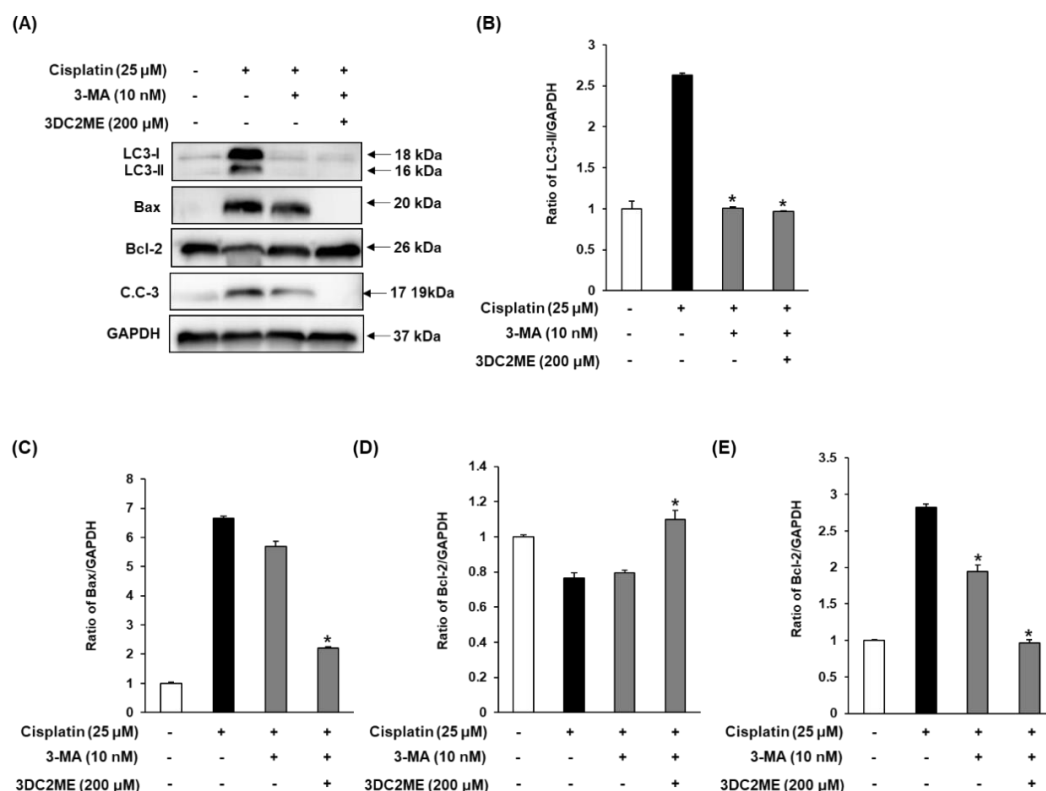 (A)
Cisplatin (25 µM) - + + +
3-MA (10 nM) - - + +
3DC2ME (200 µM) - - - +
LC3-I 18 kDa
LC3-II 16 kDa
Bax 20 kDa
Bcl-2 26 kDa
C.C-3 17 19kDa
GAPDH 37 kDa
(B)
Ratio of LC3-II/GAPDH
3
2.5
2
1.5
1
0.5
0
* *
Cisplatin (25 µM) - + + +
3-MA (10 nM) - - + +
3DC2ME (200 µM) - - - +
(C)
Ratio of Bax/GAPDH
8
7
6
5
4
3
2
1
0
*
Cisplatin (25 µM) - + + +
3-MA (10 nM) - - + +
3DC2ME (200 µM) - - - +
(D)
Ratio of Bcl-2/GAPDH
1.4
1.2
1
0.8
0.6
0.4
0.2
0
*
Cisplatin (25 µM) - + + +
3-MA (10 nM) - - + +
3DC2ME (200 µM) - - - +
(E)
Ratio of Bcl-2/GAPDH
3.5
3
2.5
2
1.5
1
0.5
0
*
*
Cisplatin (25 µM) - + + +
3-MA (10 nM) - - + +
3DC2ME (200 µM) - - - +